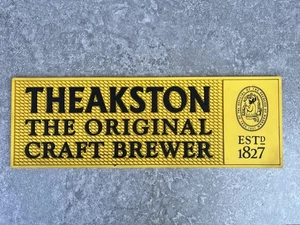 THEAKSTON
THE ORIGINAL
CRAFT BREWER
ESTD
1827